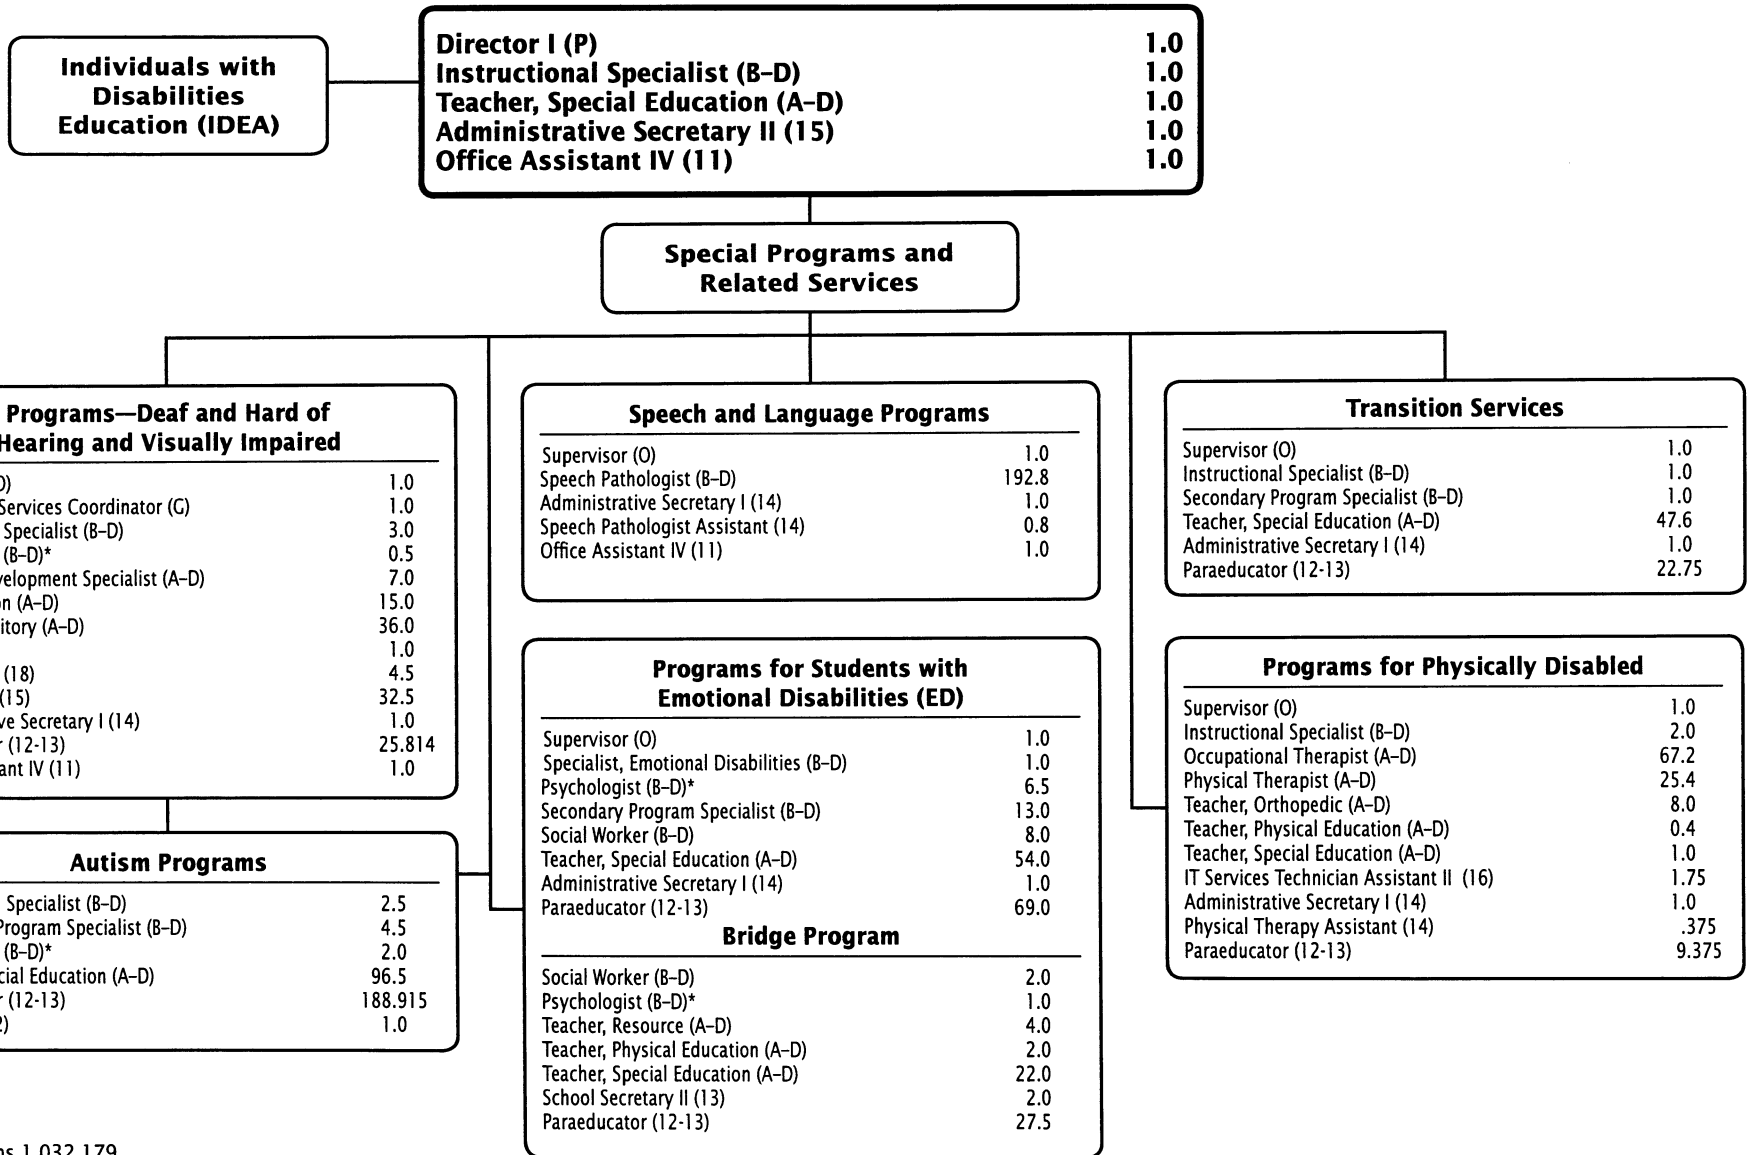 Individuals with
Disabilities
Education (IDEA)
Director I (P) 1.0
Instructional Specialist (B–D) 1.0
Teacher, Special Education (A–D) 1.0
Administrative Secretary II (15) 1.0
Office Assistant IV (11) 1.0
Special Programs and
Related Services
Programs—Deaf and Hard of
Hearing and Visually Impaired
1.0
Services Coordinator (G) 1.0
Specialist (B–D) 3.0
(B–D)* 0.5
Specialist (A–D) 7.0
(A–D) 15.0
(A–D) 36.0
1.0
(18) 4.5
(15) 32.5
Secretary I (14) 1.0
(12-13) 25.814
IV (11) 1.0
Autism Programs
Specialist (B–D) 2.5
Program Specialist (B–D) 4.5
(B–D)* 2.0
Education (A–D) 96.5
(12-13) 188.915
1.0
Speech and Language Programs
Supervisor (O) 1.0
Speech Pathologist (B–D) 192.8
Administrative Secretary I (14) 1.0
Speech Pathologist Assistant (14) 0.8
Office Assistant IV (11) 1.0
Programs for Students with
Emotional Disabilities (ED)
Supervisor (O) 1.0
Specialist, Emotional Disabilities (B–D) 1.0
Psychologist (B–D)* 6.5
Secondary Program Specialist (B–D) 13.0
Social Worker (B–D) 8.0
Teacher, Special Education (A–D) 54.0
Administrative Secretary I (14) 1.0
Paraeducator (12-13) 69.0
Bridge Program
Social Worker (B–D) 2.0
Psychologist (B–D)* 1.0
Teacher, Resource (A–D) 4.0
Teacher, Physical Education (A–D) 2.0
Teacher, Special Education (A–D) 22.0
School Secretary II (13) 2.0
Paraeducator (12-13) 27.5
Transition Services
Supervisor (O) 1.0
Instructional Specialist (B–D) 1.0
Secondary Program Specialist (B–D) 1.0
Teacher, Special Education (A–D) 47.6
Administrative Secretary I (14) 1.0
Paraeducator (12-13) 22.75
Programs for Physically Disabled
Supervisor (O) 1.0
Instructional Specialist (B–D) 2.0
Occupational Therapist (A–D) 67.2
Physical Therapist (A–D) 25.4
Teacher, Orthopedic (A–D) 8.0
Teacher, Physical Education (A–D) 0.4
Teacher, Special Education (A–D) 1.0
IT Services Technician Assistant II (16) 1.75
Administrative Secretary I (14) 1.0
Physical Therapy Assistant (14) .375
Paraeducator (12-13) 9.375